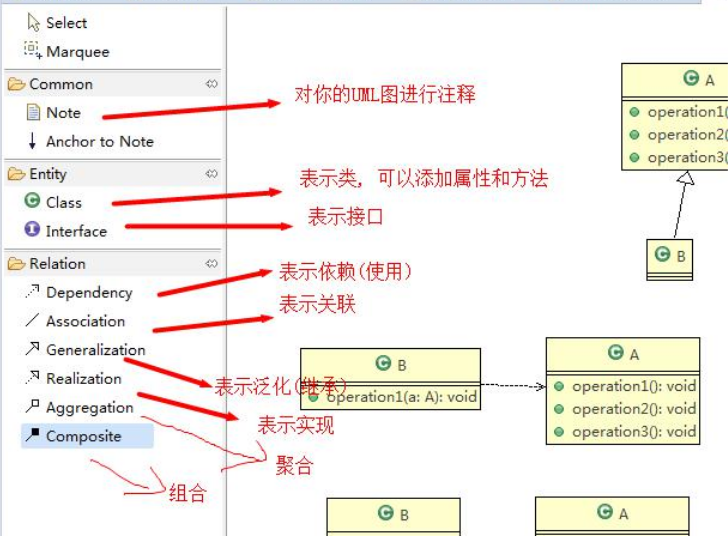 Select
Marquee
Common
Note
Anchor to Note
Entity
Class
Interface
Relation
Dependency
Association
Generalization
Realization
Aggregation
Composite
对你的UML图进行注释
表示类, 可以添加属性和方法
表示接口
表示依赖(使用)
表示关联
表示泛化(继承)
表示实现
聚合
组合
C A
operation1(
operation2(
operation3(
C B
C B
operation1(a: A): void
C A
operation1(): void
operation2(): void
operation3(): void
C B
C A